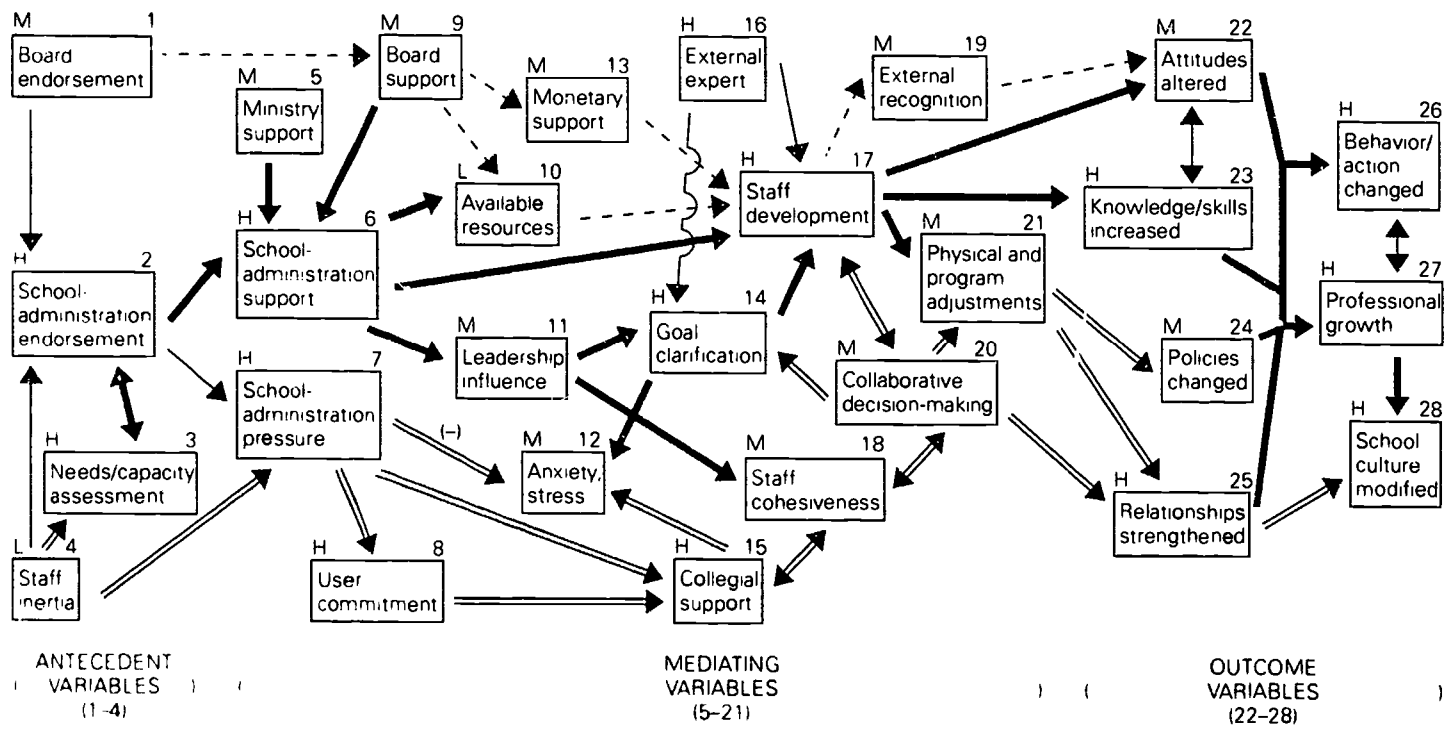 M 1
Board
endorsement
M 9
Board
support
M 5
Ministry
support
M 13
Monetary
support
H 16
External
expert
M 19
External
recognition
M 22
Attitudes
altered
H 26
Behavior/
action
changed
L 10
Available
resources
H 17
Staff
development
H 23
Knowledge/skills
increased
H 2
School-
administration
endorsement
H 6
School-
administration
support
M 21
Physical and
program
adjustments
H 27
Professional
growth
H 14
Goal
clarification
M 11
Leadership
influence
M 20
Collaborative
decision-making
M 24
Policies
changed
H 7
School-
administration
pressure
(-)
H 3
Needs/capacity
assessment
M 12
Anxiety,
stress
M 18
Staff
cohesiveness
H 25
Relationships
strengthened
H 28
School
culture
modified
L 4
Staff
inertia
H 8
User
commitment
H 15
Collegial
support
ANTECEDENT
( VARIABLES )
(1-4)
MEDIATING
( VARIABLES )
(5-21)
OUTCOME
( VARIABLES )
(22-28)